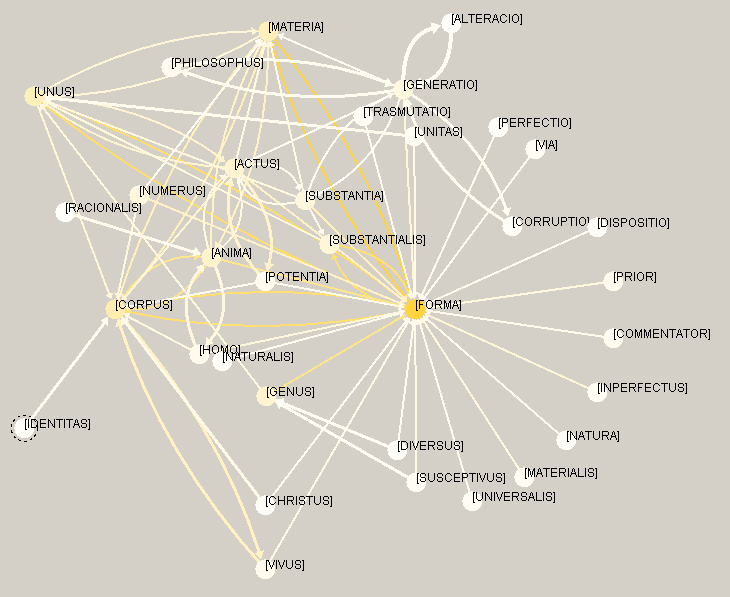 [ALTERACIO]
[MATERIA]
[PHILOSOPHUS]
[GENERATIO]
[UNUS]
[TRASMUTATIO]
[PERFECTIO]
[UNITAS]
[VIA]
[ACTUS]
[NUMERUS]
[SUBSTANTIA]
[RACIONALIS]
[CORRUPTIO]
[DISPOSITIO]
[SUBSTANTIALIS]
[ANIMA]
[POTENTIA]
[PRIOR]
[CORPUS]
[FORMA]
[COMMENTATOR]
[HOMO]
[NATURALIS]
[INPERFECTUS]
[GENUS]
[IDENTITAS]
[NATURA]
[DIVERSUS]
[MATERIALIS]
[SUSCEPTIVUS]
[UNIVERSALIS]
[CHRISTUS]
[VIVUS]